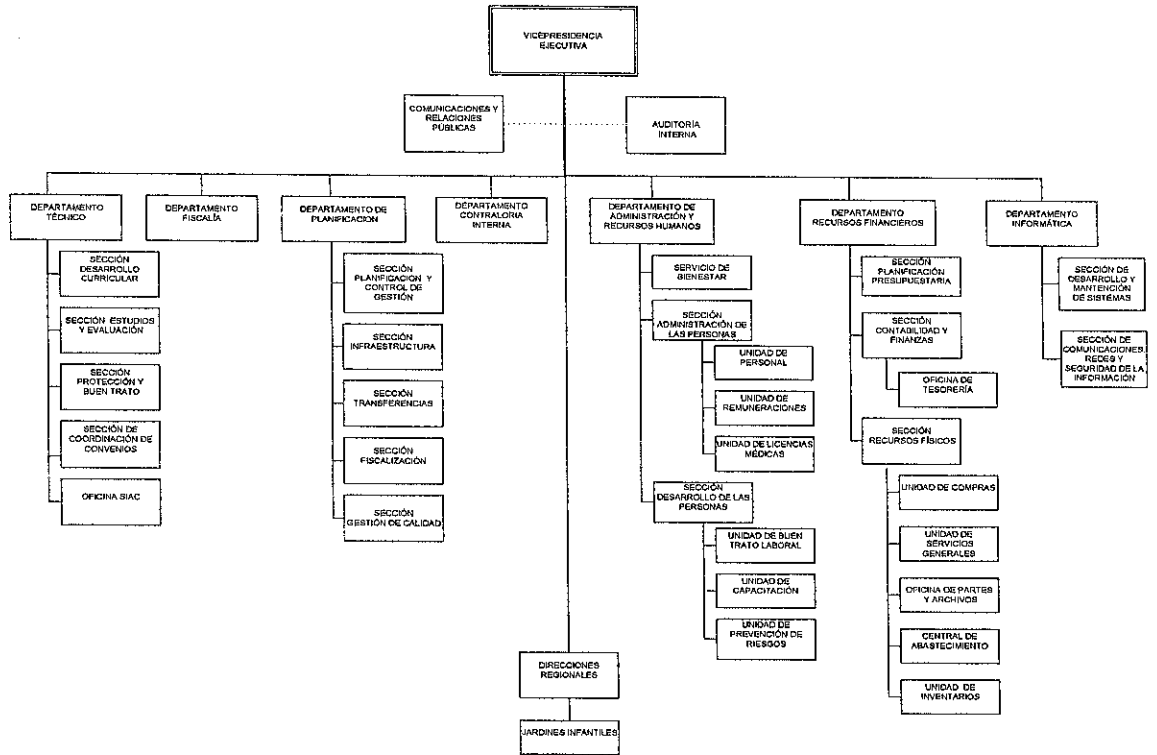 VICEPRESIDENCIA
EJECUTIVA
COMUNICACIONES Y
RELACIONES
PÚBLICAS
AUDITORÍA
INTERNA
DEPARTAMENTO
TÉCNICO
DEPARTAMENTO
FISCALÍA
DEPARTAMENTO DE
PLANIFICACION
DEPARTAMENTO
CONTRALORIA
INTERNA
DEPARTAMENTO DE
ADMINISTRACIÓN Y
RECURSOS HUMANOS
DEPARTAMENTO
RECURSOS FINANCIEROS
DEPARTAMENTO
INFORMÁTICA
SECCIÓN
DESARROLLO
CURRICULAR
SECCIÓN ESTUDIOS
Y EVALUACIÓN
SECCIÓN
PROTECCIÓN Y
BUEN TRATO
SECCIÓN DE
COORDINACIÓN DE
CONVENIOS
OFICINA SIAC
SECCIÓN
PLANIFICACION Y
CONTROL DE
GESTIÓN
SECCIÓN
INFRAESTRUCTURA
SECCIÓN
TRANSFERENCIAS
SECCIÓN
FISCALIZACIÓN
SECCIÓN
GESTIÓN DE CALIDAD
SERVICIO DE
BIENESTAR
SECCIÓN
ADMINISTRACIÓN DE
LAS PERSONAS
UNIDAD DE
PERSONAL
UNIDAD DE
REMUNERACIONES
UNIDAD DE LICENCIAS
MÉDICAS
SECCIÓN
DESARROLLO DE LAS
PERSONAS
UNIDAD DE BUEN
TRATO LABORAL
UNIDAD DE
CAPACITACIÓN
UNIDAD DE
PREVENCIÓN DE
RIESGOS
SECCIÓN
PLANIFICACIÓN
PRESUPUESTARIA
SECCIÓN
CONTABILIDAD Y
FINANZAS
OFICINA DE
TESORERÍA
SECCIÓN
RECURSOS FÍSICOS
UNIDAD DE COMPRAS
UNIDAD DE
SERVICIOS
GENERALES
OFICINA DE PARTES
Y ARCHIVOS
CENTRAL DE
ABASTECIMIENTO
UNIDAD DE
INVENTARIOS
SECCIÓN DE
DESARROLLO Y
MANTENCIÓN
DE SISTEMAS
SECCIÓN DE
COMUNICACIONES,
REDES Y
SEGURIDAD DE LA
INFORMACIÓN
DIRECCIONES
REGIONALES
JARDINES INFANTILES